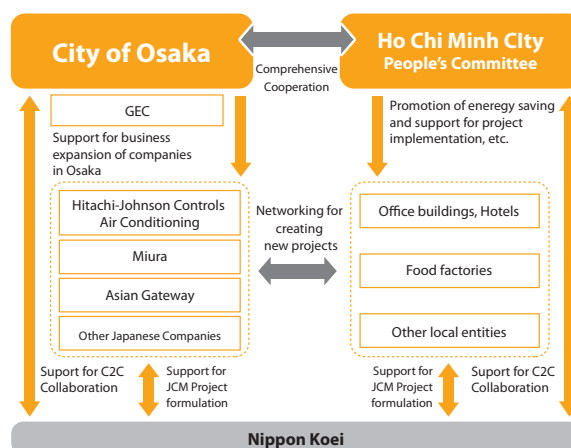 City of Osaka
Ho Chi Minh CIty
People's Committee
Comprehensive
Cooperation
GEC
Support for business
expansion of companies
in Osaka
Promotion of eneregy saving
and support for project
implementation, etc.
Hitachi-Johnson Controls
Air Conditioning
Miura
Asian Gateway
Other Japanese Companies
Networking for
creating
new projects
Office buildings, Hotels
Food factories
Other local entities
Suport for C2C
Collaboration
Support for
JCM Project
formulation
Support for
JCM Project
formulation
Suport for C2C
Collaboration
Nippon Koei